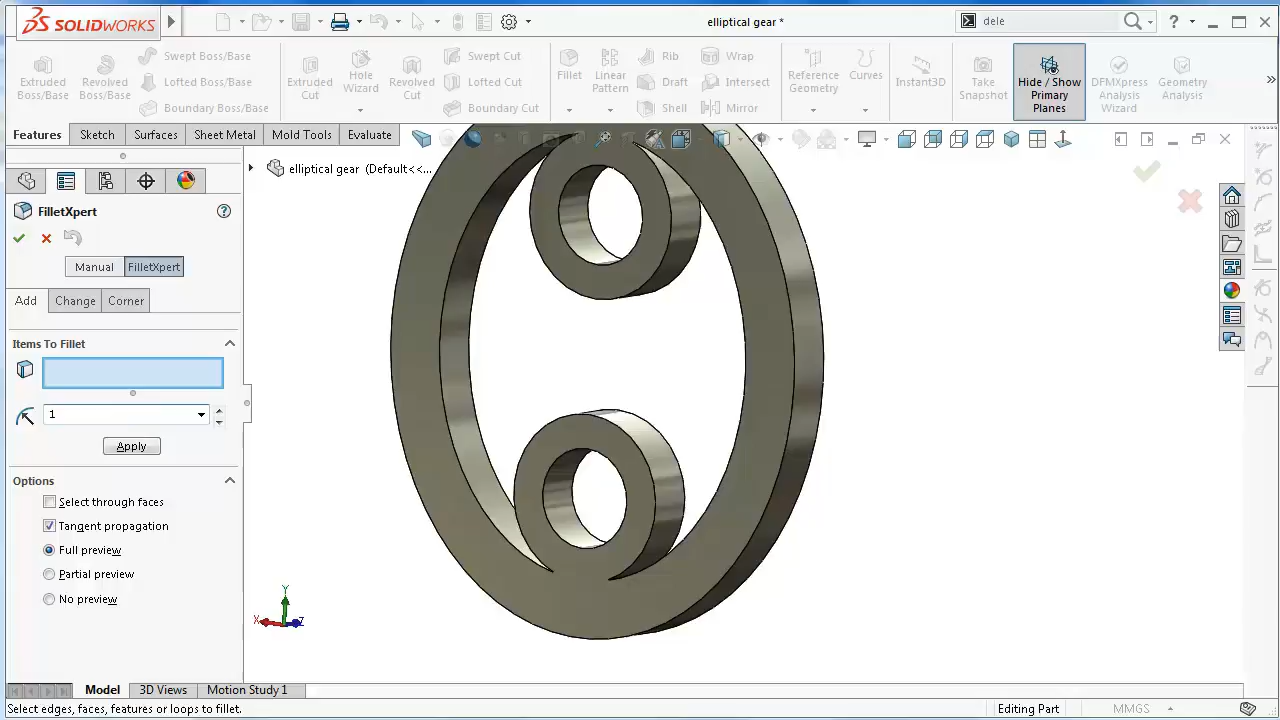 SOLIDWORKS
elliptical gear *
dele
?
Extruded Boss/Base
Revolved Boss/Base
Swept Boss/Base
Lofted Boss/Base
Boundary Boss/Base
Extruded Cut
Hole Wizard
Revolved Cut
Swept Cut
Lofted Cut
Boundary Cut
Fillet
Linear Pattern
Rib
Draft
Shell
Wrap
Intersect
Mirror
Reference Geometry
Curves
Instant3D
Take Snapshot
Hide / Show Primary Planes
DFMXpress Analysis Wizard
Geometry Analysis
Features
Sketch
Surfaces
Sheet Metal
Mold Tools
Evaluate
elliptical gear (Default<<...
FilletXpert
?
Manual
FilletXpert
Add
Change
Corner
Items To Fillet
1
Apply
Options
Select through faces
Tangent propagation
Full preview
Partial preview
No preview
Y
X
Z
Model
3D Views
Motion Study 1
Select edges, faces, features or loops to fillet.
Editing Part
MMGS